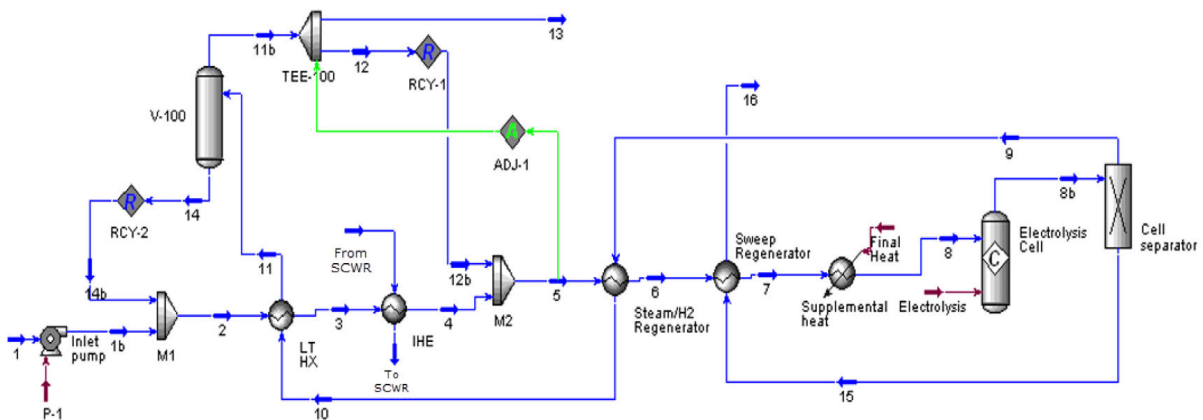 11b
13
TEE-100
12
R
RCY-1
16
V-100
A
ADJ-1
9
8b
R
RCY-2
14
11
From
SCWR
Sweep
Regenerator
Final
Heat
8
Electrolysis
Cell
C
Cell
separator
14b
12b
1
Inlet
pump
1b
M1
2
LT
HX
3
IHE
4
M2
5
Steam/H2
Regenerator
6
7
Supplemental
heat
Electrolysis
P-1
To
SCWR
10
15